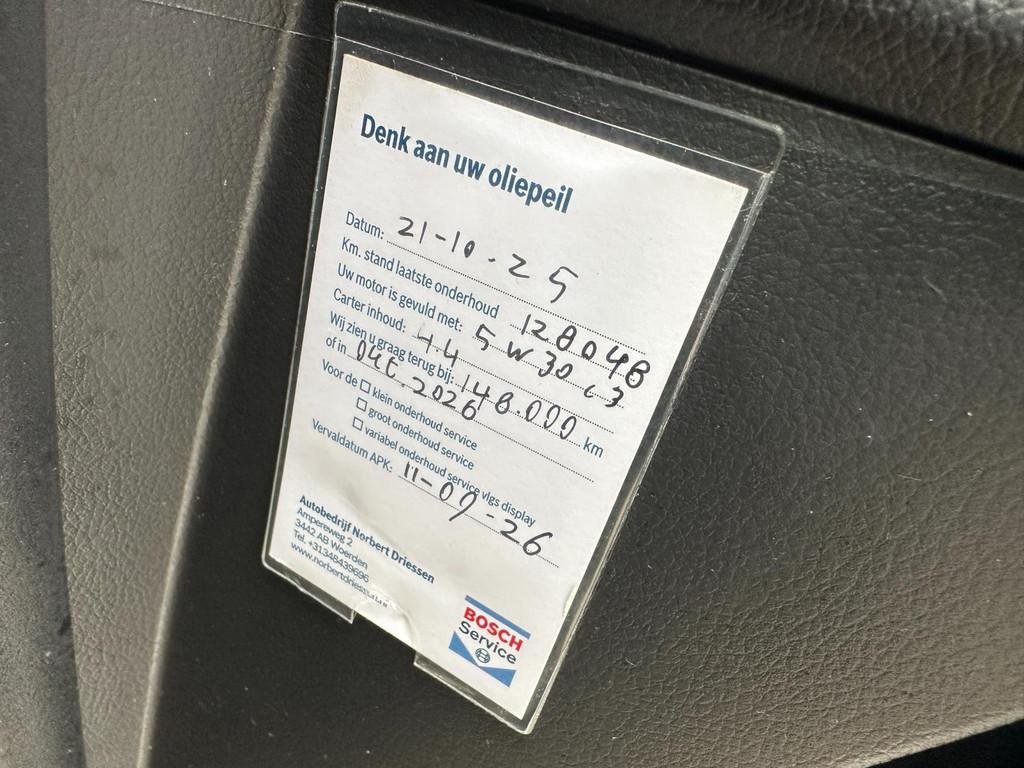 Denk aan uw oliepeil
Datum: 21-10-25
Km. stand laatste onderhoud 128048
Uw motor is gevuld met: 5W30 C3
Carter inhoud: 4.4
Wij zien u graag terug bij: 148.000 km
of in 2026
Voor de ☐ klein onderhoud service
☐ groot onderhoud service
☐ variabel onderhoud service vlgs display
Vervaldatum APK: 11-09-26
Autobedrijf Norbert Driessen
Ampereweg 2
3442 AB Woerden
Tel. +31348439696
BOSCH
Service